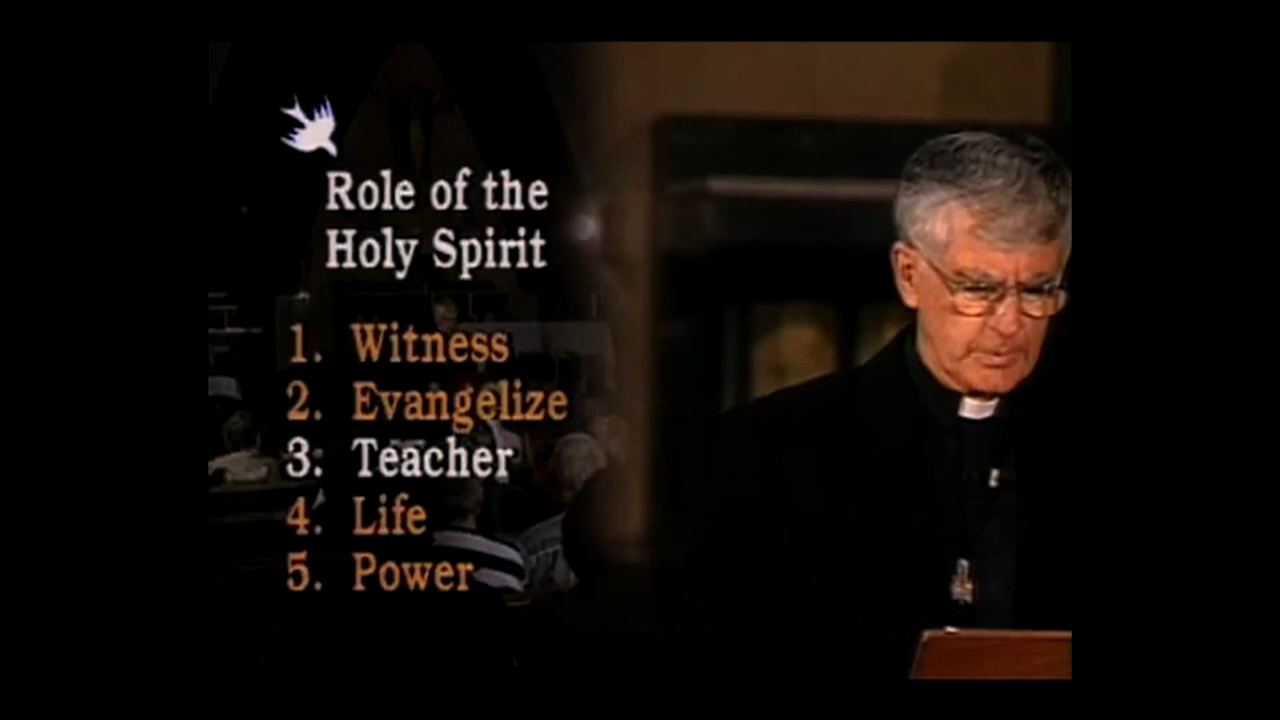 Role of the
Holy Spirit
1. Witness
2. Evangelize
3. Teacher
4. Life
5. Power